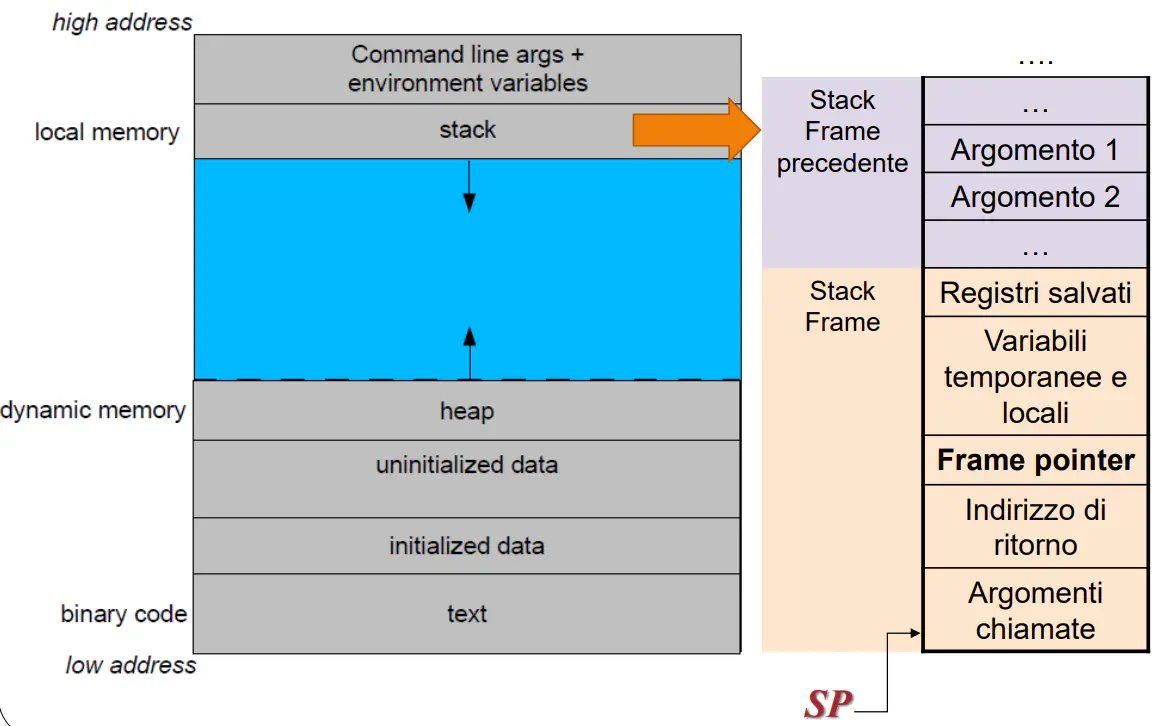 high address
Command line args +
environment variables
local memory
stack
dynamic memory
heap
uninitialized data
initialized data
binary code
text
low address
....
Stack
Frame
precedente
...
Argomento 1
Argomento 2
...
Stack
Frame
Registri salvati
Variabili
temporanee e
locali
Frame pointer
Indirizzo di
ritorno
Argomenti
chiamate
SP